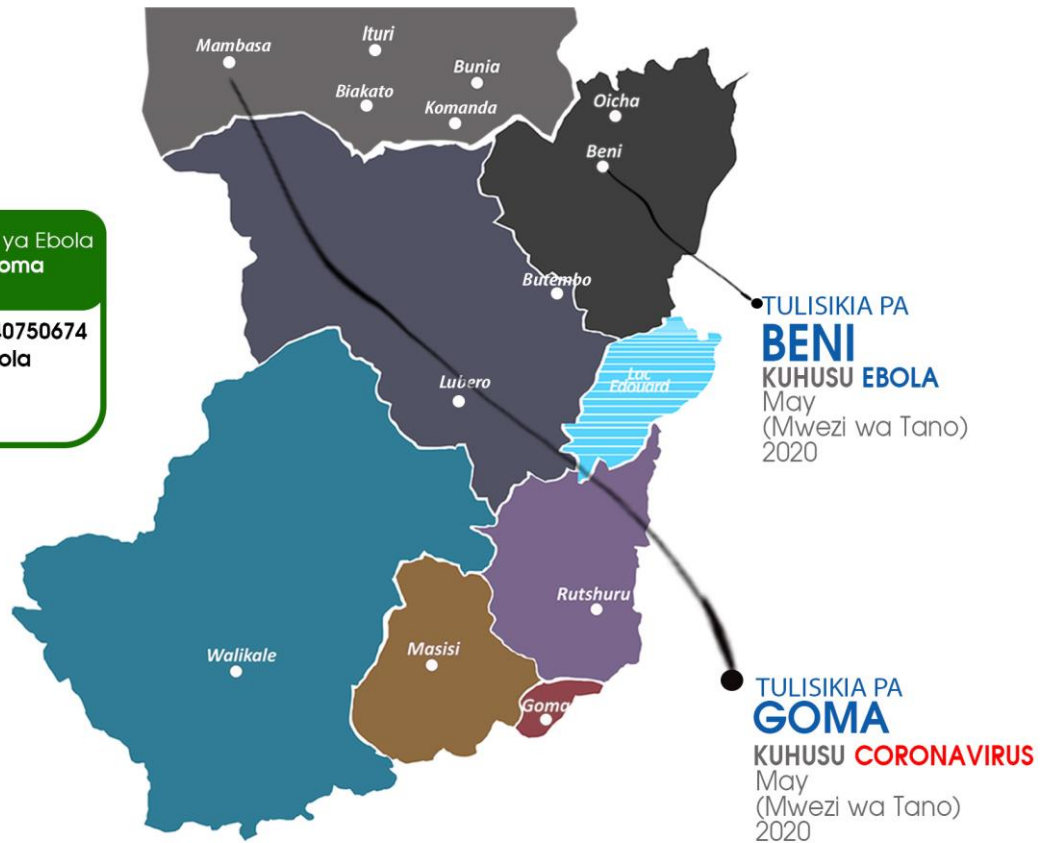 Mambasa
Ituri
Bunia
Biakato
Komanda
Oicha
Beni
ya Ebola
oma
0750674
ola
Butembo
Lac
Edouard
Lubero
TULISIKIA PA
BENI
KUHUSU EBOLA
May
(Mwezi wa Tano)
2020
Rutshuru
Walikale
Masisi
Goma
TULISIKIA PA
GOMA
KUHUSU CORONAVIRUS
May
(Mwezi wa Tano)
2020